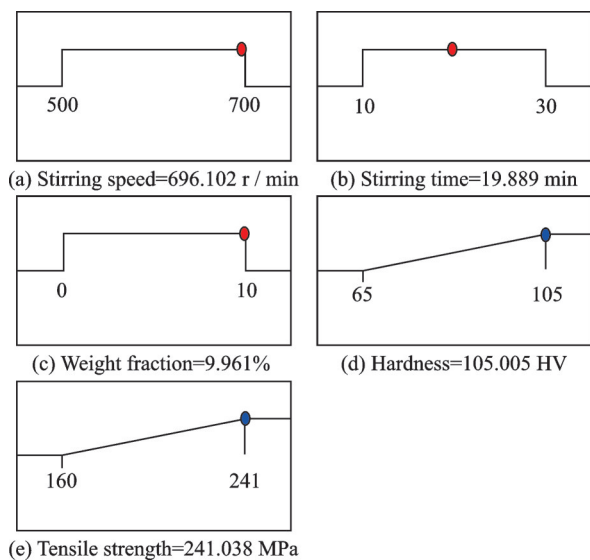 500 700
10 30
(a) Stirring speed=696.102 r / min
(b) Stirring time=19.889 min
0 10
65 105
(c) Weight fraction=9.961%
(d) Hardness=105.005 HV
160 241
(e) Tensile strength=241.038 MPa